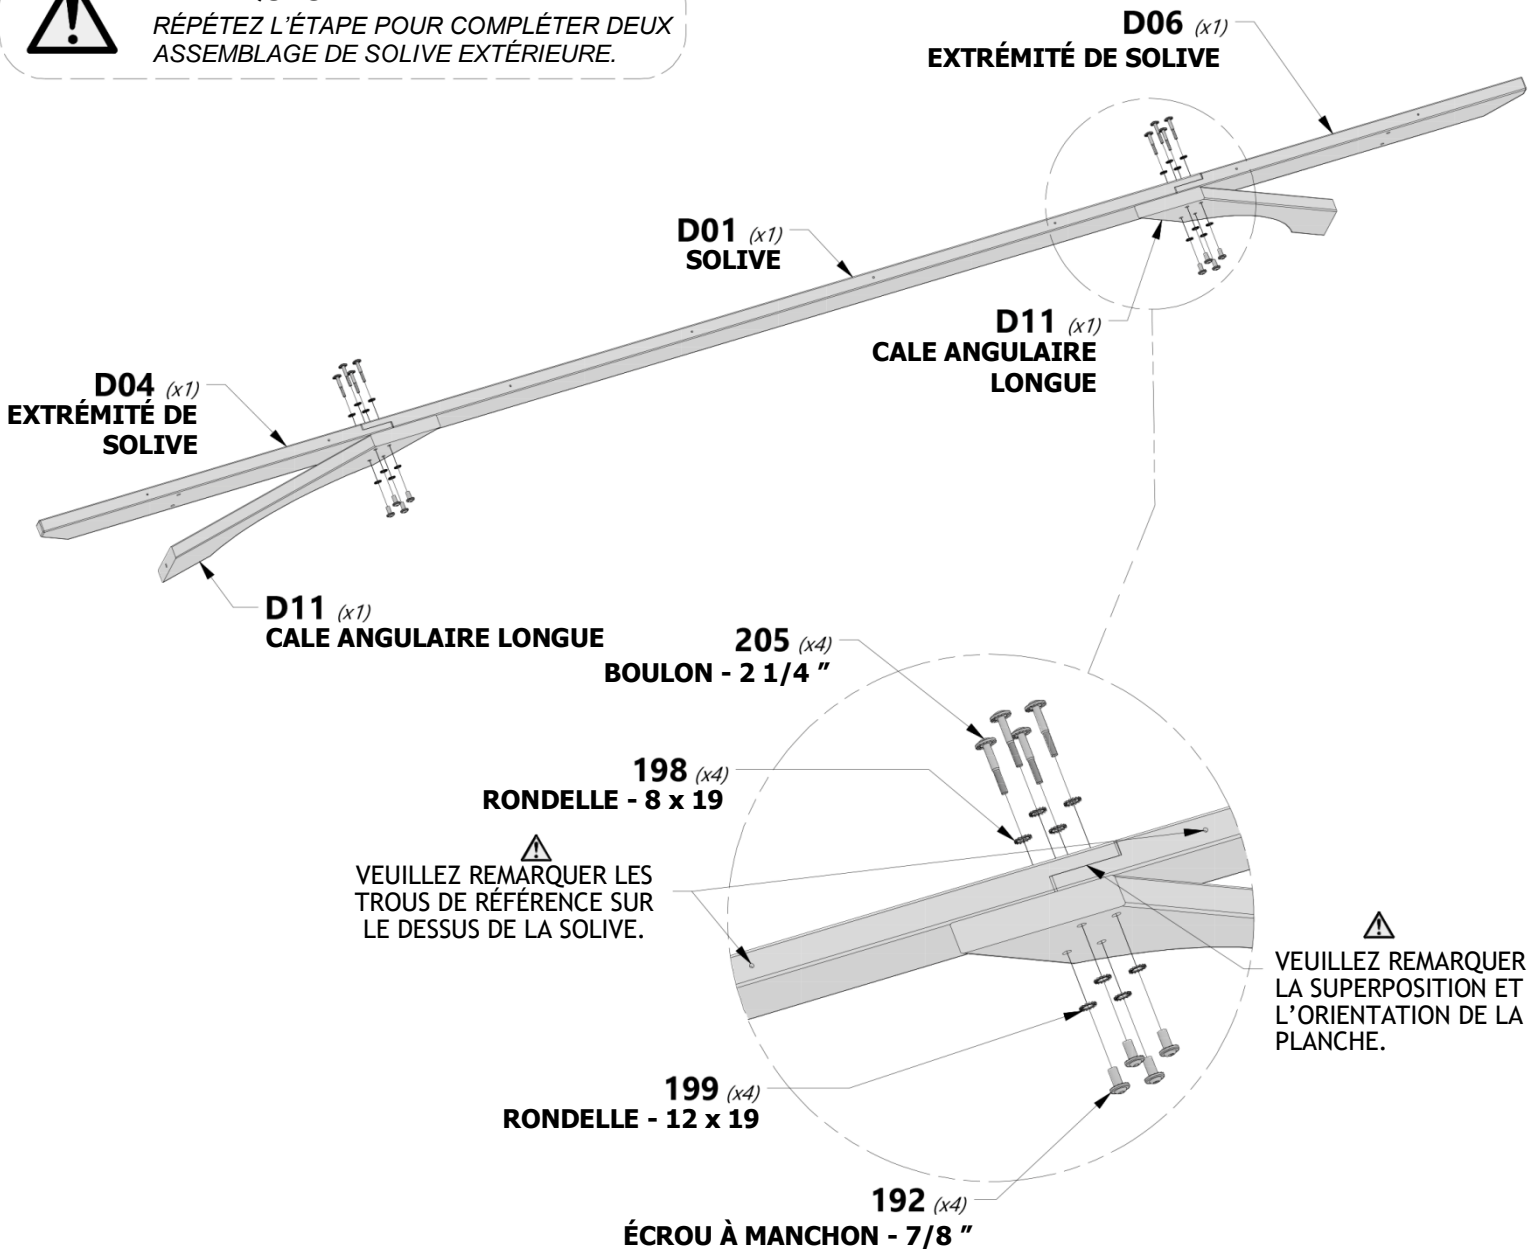 RÉPÉTEZ L'ÉTAPE POUR COMPLÉTER DEUX
ASSEMBLAGE DE SOLIVE EXTÉRIEURE.
D06 (x1)
EXTRÉMITÉ DE SOLIVE
D01 (x1)
SOLIVE
D11 (x1)
CALE ANGULAIRE
LONGUE
D04 (x1)
EXTRÉMITÉ DE
SOLIVE
D11 (x1)
CALE ANGULAIRE LONGUE
205 (x4)
BOULON - 2 1/4 "
198 (x4)
RONDELLE - 8 x 19
VEUILLEZ REMARQUER LES
TROUS DE RÉFÉRENCE SUR
LE DESSUS DE LA SOLIVE.
VEUILLEZ REMARQUER
LA SUPERPOSITION ET
L'ORIENTATION DE LA
PLANCHE.
199 (x4)
RONDELLE - 12 x 19
192 (x4)
ÉCROU À MANCHON - 7/8 "